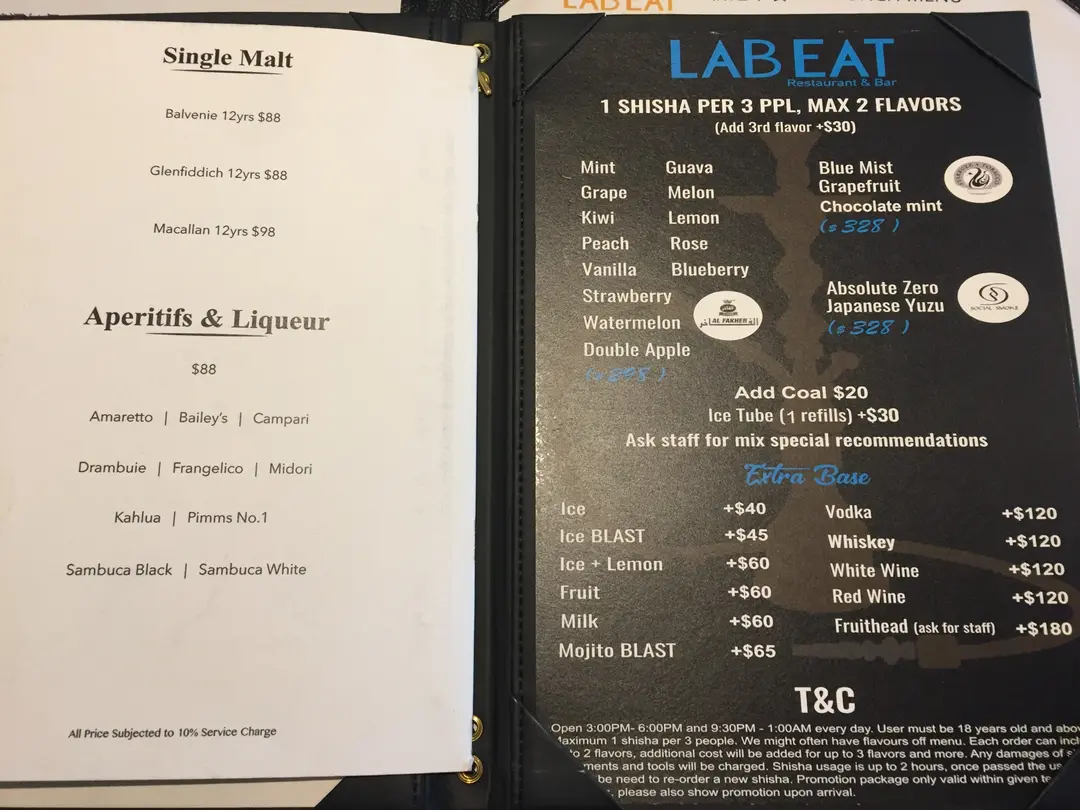 Single Malt
Balvenie 12yrs $88
Glenfiddich 12yrs $88
Macallan 12yrs $98
Aperitifs & Liqueur
$88
Amaretto | Bailey's | Campari
Drambuie | Frangelico | Midori
Kahlua | Pimms No.1
Sambuca Black | Sambuca White
All Price Subjected to 10% Service Charge
LAB EAT
LAB EAT
Restaurant & Bar
1 SHISHA PER 3 PPL, MAX 2 FLAVORS
(Add 3rd flavor +$30)
Mint Guava
Grape Melon
Kiwi Lemon
Peach Rose
Vanilla Blueberry
Strawberry
Watermelon
AL FAKHER
Double Apple
($298)
Blue Mist
Grapefruit
Chocolate mint
($328)
Absolute Zero
Japanese Yuzu
($328)
SOCIAL SMOKE
Add Coal $20
Ice Tube (1 refills) +$30
Ask staff for mix special recommendations
Extra Base
Ice +$40
Ice BLAST +$45
Ice + Lemon +$60
Fruit +$60
Milk +$60
Mojito BLAST +$65
Vodka +$120
Whiskey +$120
White Wine +$120
Red Wine +$120
Fruithead (ask for staff) +$180
T&C
Open 3:00PM- 6:00PM and 9:30PM - 1:00AM every day. User must be 18 years old and
1 shisha per 3 people. We might often have flavours off menu. Each order can
2 flavors, additional cost will be added for up to 3 flavors and more. Any damages of
and tools will be charged. Shisha usage is up to 2 hours, once passed the
be need to re-order a new shisha. Promotion package only valid within given
, please also show promotion upon arrival.